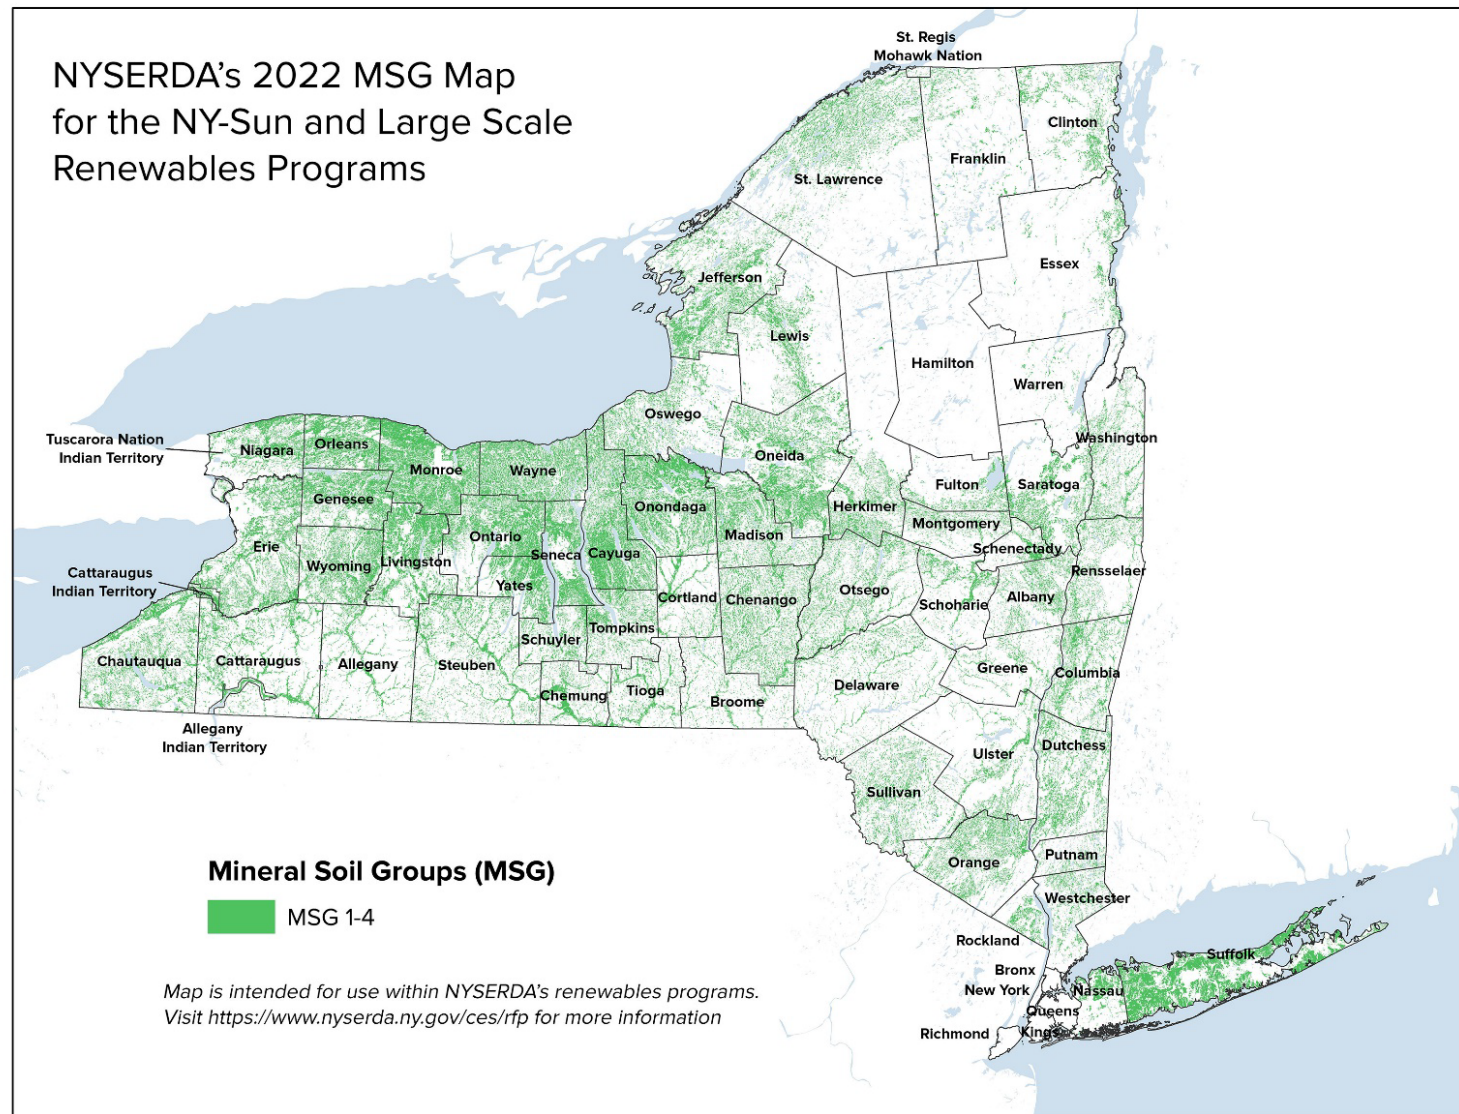 NYSERDA's 2022 MSG Map
for the NY-Sun and Large Scale
Renewables Programs
St. Regis
Mohawk Nation
Clinton
Franklin
St. Lawrence
Essex
Jefferson
Lewis
Hamilton
Warren
Oswego
Washington
Tuscarora Nation
Indian Territory
Niagara
Orleans
Monroe
Wayne
Oneida
Fulton
Saratoga
Genesee
Onondaga
Herkimer
Montgomery
Madison
Ontario
Erie
Wyoming
Livingston
Seneca
Cayuga
Schenectady
Cattaraugus
Indian Territory
Rensselaer
Yates
Cortland
Chenango
Otsego
Schoharie
Albany
Schuyler
Tompkins
Chautauqua
Cattaraugus
Allegany
Steuben
Greene
Columbia
Chemung
Tioga
Broome
Delaware
Allegany
Indian Territory
Dutchess
Ulster
Sullivan
Orange
Putnam
Westchester
Rockland
Suffolk
Bronx
New York
Nassau
Queens
Richmond
Kings
Mineral Soil Groups (MSG)
MSG 1-4
Map is intended for use within NYSERDA's renewables programs.
Visit https://www.nyserda.ny.gov/ces/rfp for more information